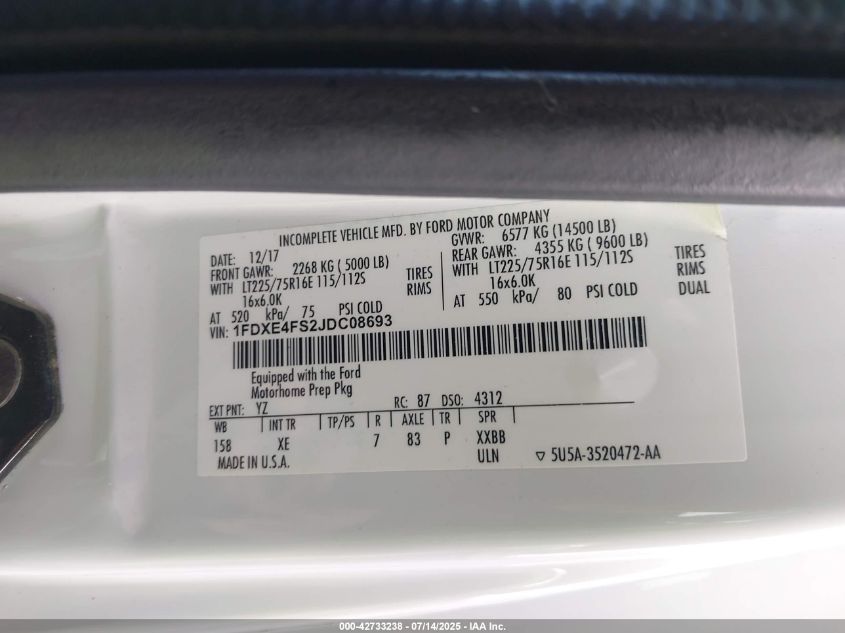 INCOMPLETE VEHICLE MFD. BY FORD MOTOR COMPANY
DATE: 12/17 GVWR: 6577 KG (14500 LB)
FRONT GAWR: 2268 KG ( 5000 LB) REAR GAWR: 4355 KG ( 9600 LB)
WITH LT225/75R16E 115/112S TIRES WITH LT225/75R16E 115/112S TIRES
16x6.0K RIMS 16x6.0K RIMS
AT 520 kPa/ 75 PSI COLD AT 550 kPa/ 80 PSI COLD DUAL
VIN: 1FDXE4FS2JDC08693
Equipped with the Ford
Motorhome Prep Pkg
EXT PNT: YZ RC: 87 DSO: 4312
WB INT TR TP/PS R AXLE TR SPR
158 XE 7 83 P XXBB
MADE IN U.S.A. ULN ▽ 5U5A-3520472-AA
000-42733238 - 07/14/2025 - IAA Inc.